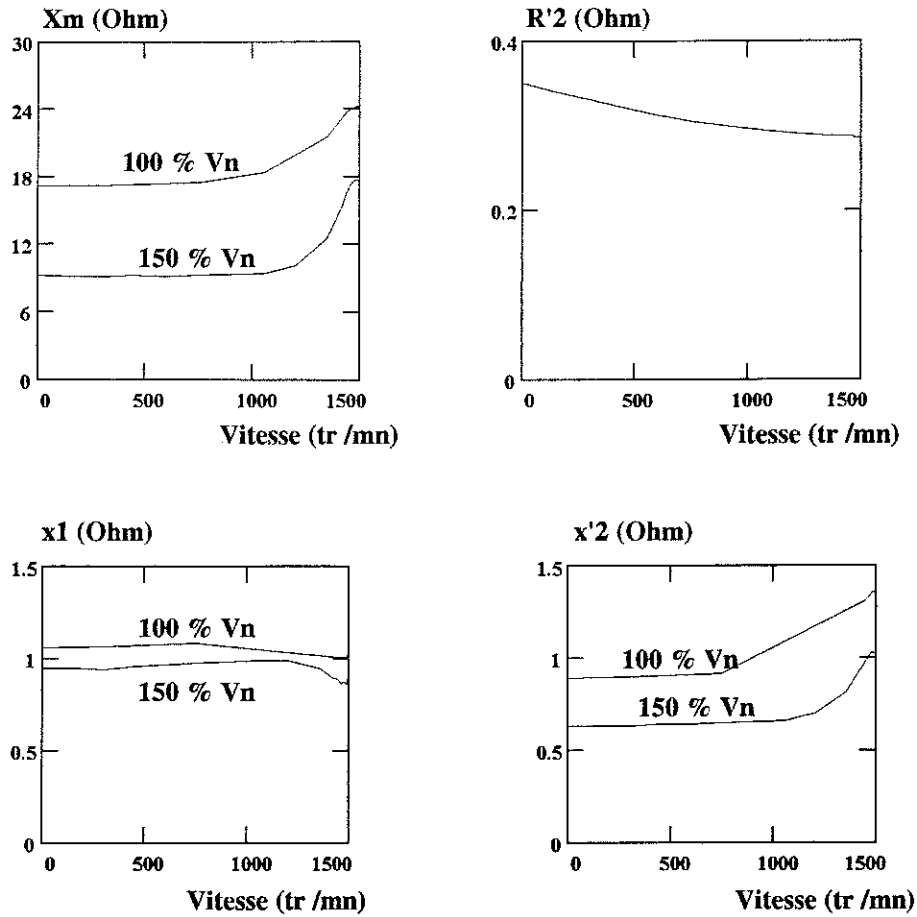 Xm (Ohm)
30
24
18
12
6
0
100 % Vn
150 % Vn
0 500 1000 1500
Vitesse (tr /mn)
R'2 (Ohm)
0.4
0.2
0
0 500 1000 1500
Vitesse (tr /mn)
x1 (Ohm)
1.5
1
0.5
0
100 % Vn
150 % Vn
0 500 1000 1500
Vitesse (tr /mn)
x'2 (Ohm)
1.5
1
0.5
0
100 % Vn
150 % Vn
0 500 1000 1500
Vitesse (tr /mn)